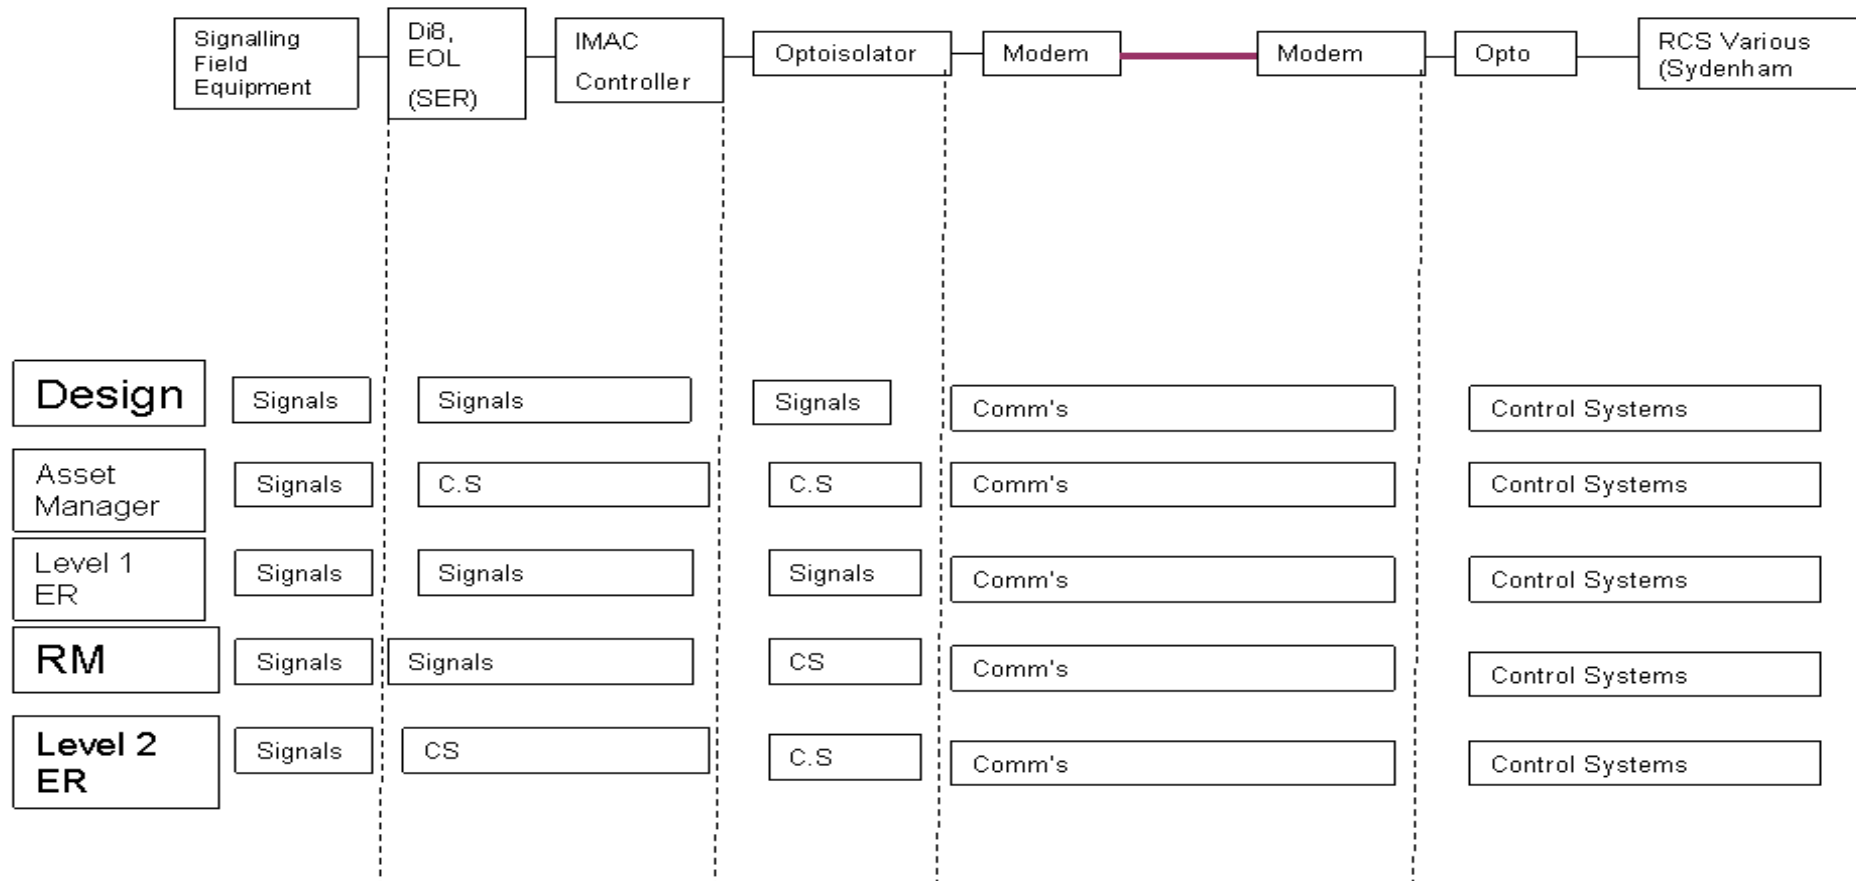 Signalling
Field
Equipment
Di8,
EOL
(SER)
IMAC
Controller
Optoisolator
Modem
Modem
Opto
RCS Various
(Sydenham
Design
Signals
Signals
Signals
Comm's
Control Systems
Asset
Manager
Signals
C.S
C.S
Comm's
Control Systems
Level 1
ER
Signals
Signals
Signals
Comm's
Control Systems
RM
Signals
Signals
CS
Comm's
Control Systems
Level 2
ER
Signals
CS
C.S
Comm's
Control Systems